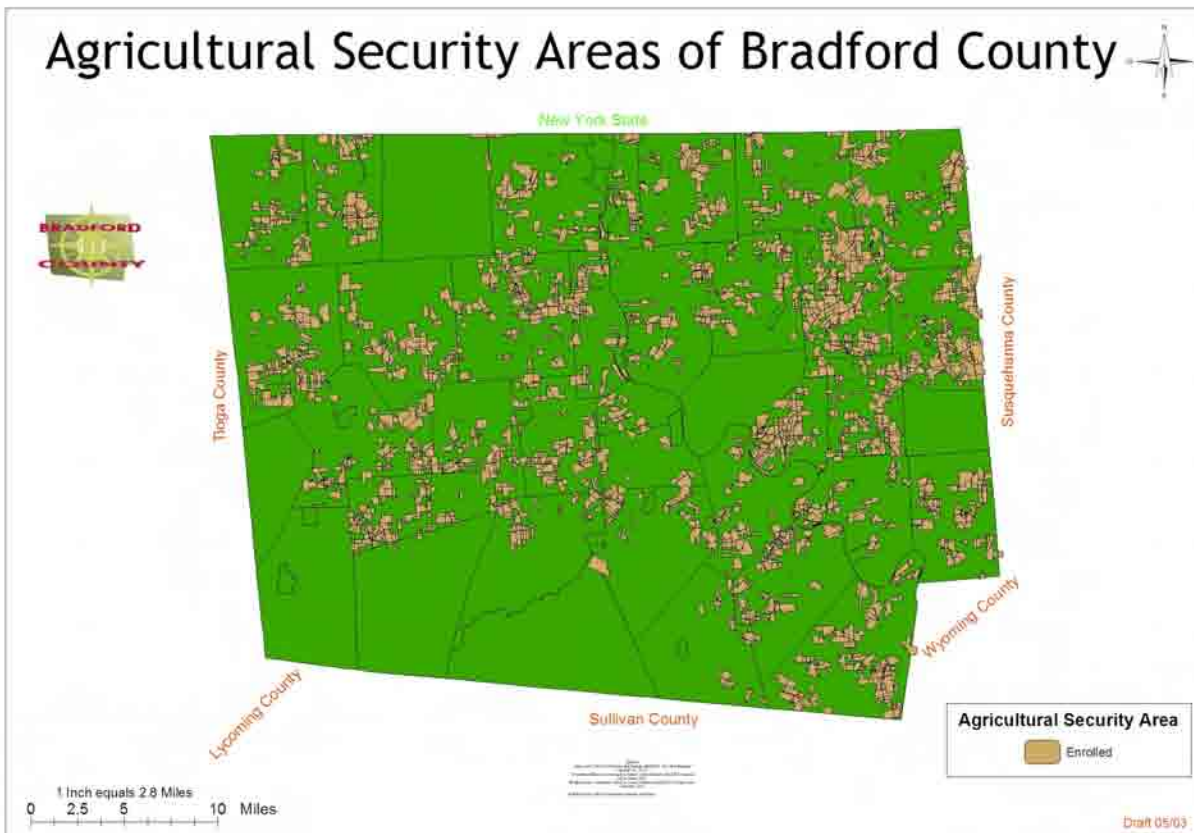 Agricultural Security Areas of Bradford County
N
New York State
BRADFORD
COUNTY
Tioga County
Susquehanna County
Wyoming County
Lycoming County
Sullivan County
Agricultural Security Area
Enrolled
1 Inch equals 2.8 Miles
0 2.5 5 10 Miles
Draft 05/03